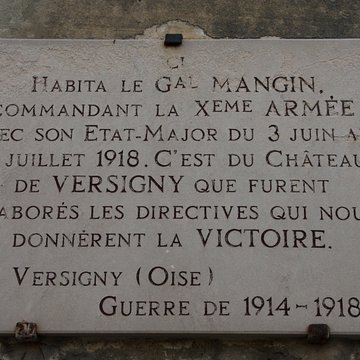 CI
HABITA LE GAL MANGIN,
COMMANDANT LA XEME ARMÉE
EC SON ETAT-MAJOR DU 3 JUIN A
JUILLET 1918. C'EST DU CHÂTEAU
DE VERSIGNY QUE FURENT
ABORÉS LES DIRECTIVES QUI NOU
DONNÈRENT LA VICTOIRE.
VERSIGNY (OISE)
GUERRE DE 1914-1918